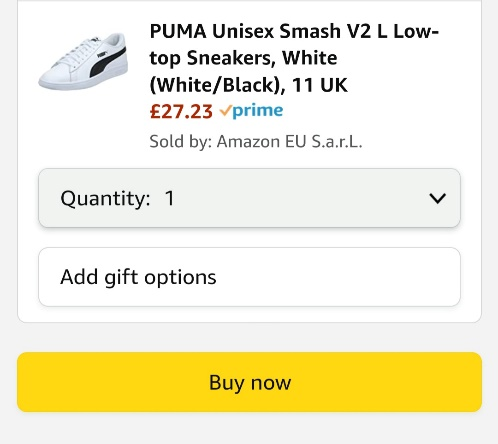 PUMA Unisex Smash V2 L Low-
top Sneakers, White
(White/Black), 11 UK
£27.23 prime
Sold by: Amazon EU S.a.r.L.
Quantity: 1
Add gift options
Buy now